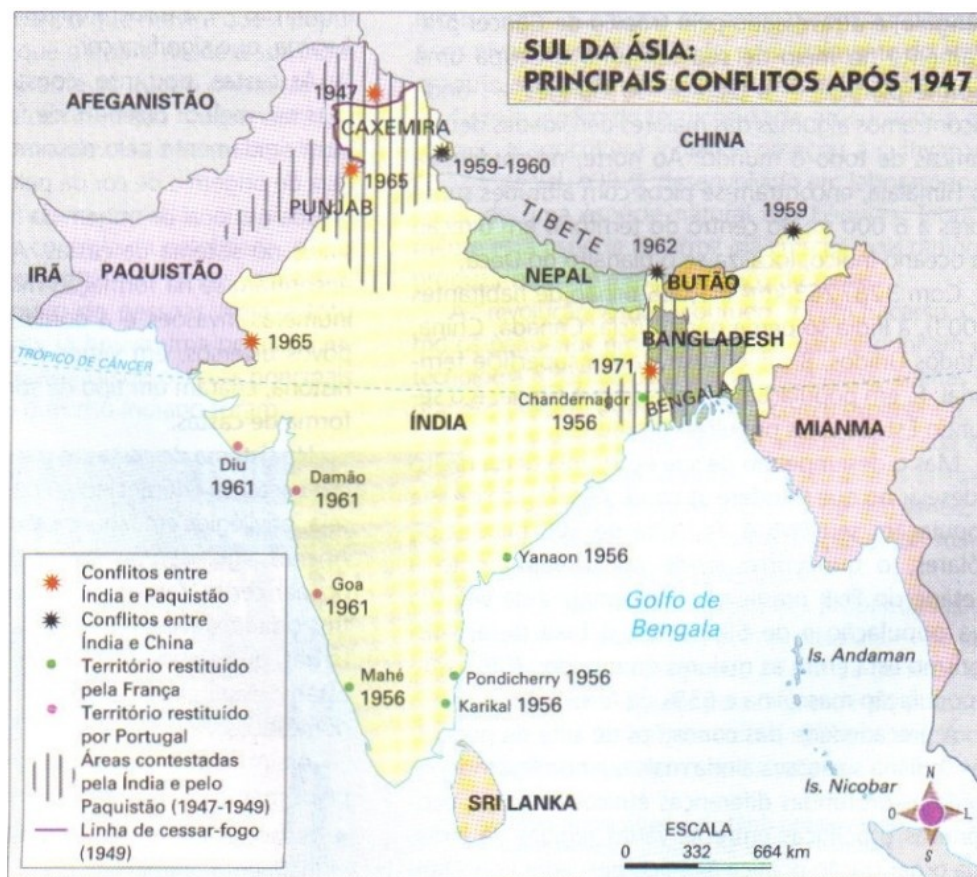 SUL DA ÁSIA:
PRINCIPAIS CONFLITOS APÓS 1947
AFEGANISTÃO
1947
CAXEMIRA
CHINA
1959-1960
1965
PUNJAB
TIBETE
1959
1962
IRÃ
PAQUISTÃO
NEPAL
BUTÃO
1965
BANGLADESH
TRÓPICO DE CÂNCER
1971
Chandernagor
1956
BENGALA
ÍNDIA
MIANMA
Diu
1961
Damão
1961
Yanaon 1956
Goa
1961
Golfo de
Bengala
Is. Andaman
Mahé
1956
Pondicherry 1956
Karikal 1956
Is. Nicobar
SRI LANKA
Conflitos entre
Índia e Paquistão
Conflitos entre
Índia e China
Território restituído
pela França
Território restituído
por Portugal
Áreas contestadas
pela Índia e pelo
Paquistão (1947-1949)
Linha de cessar-fogo
(1949)
ESCALA
0 332 664 km
N
O L
S